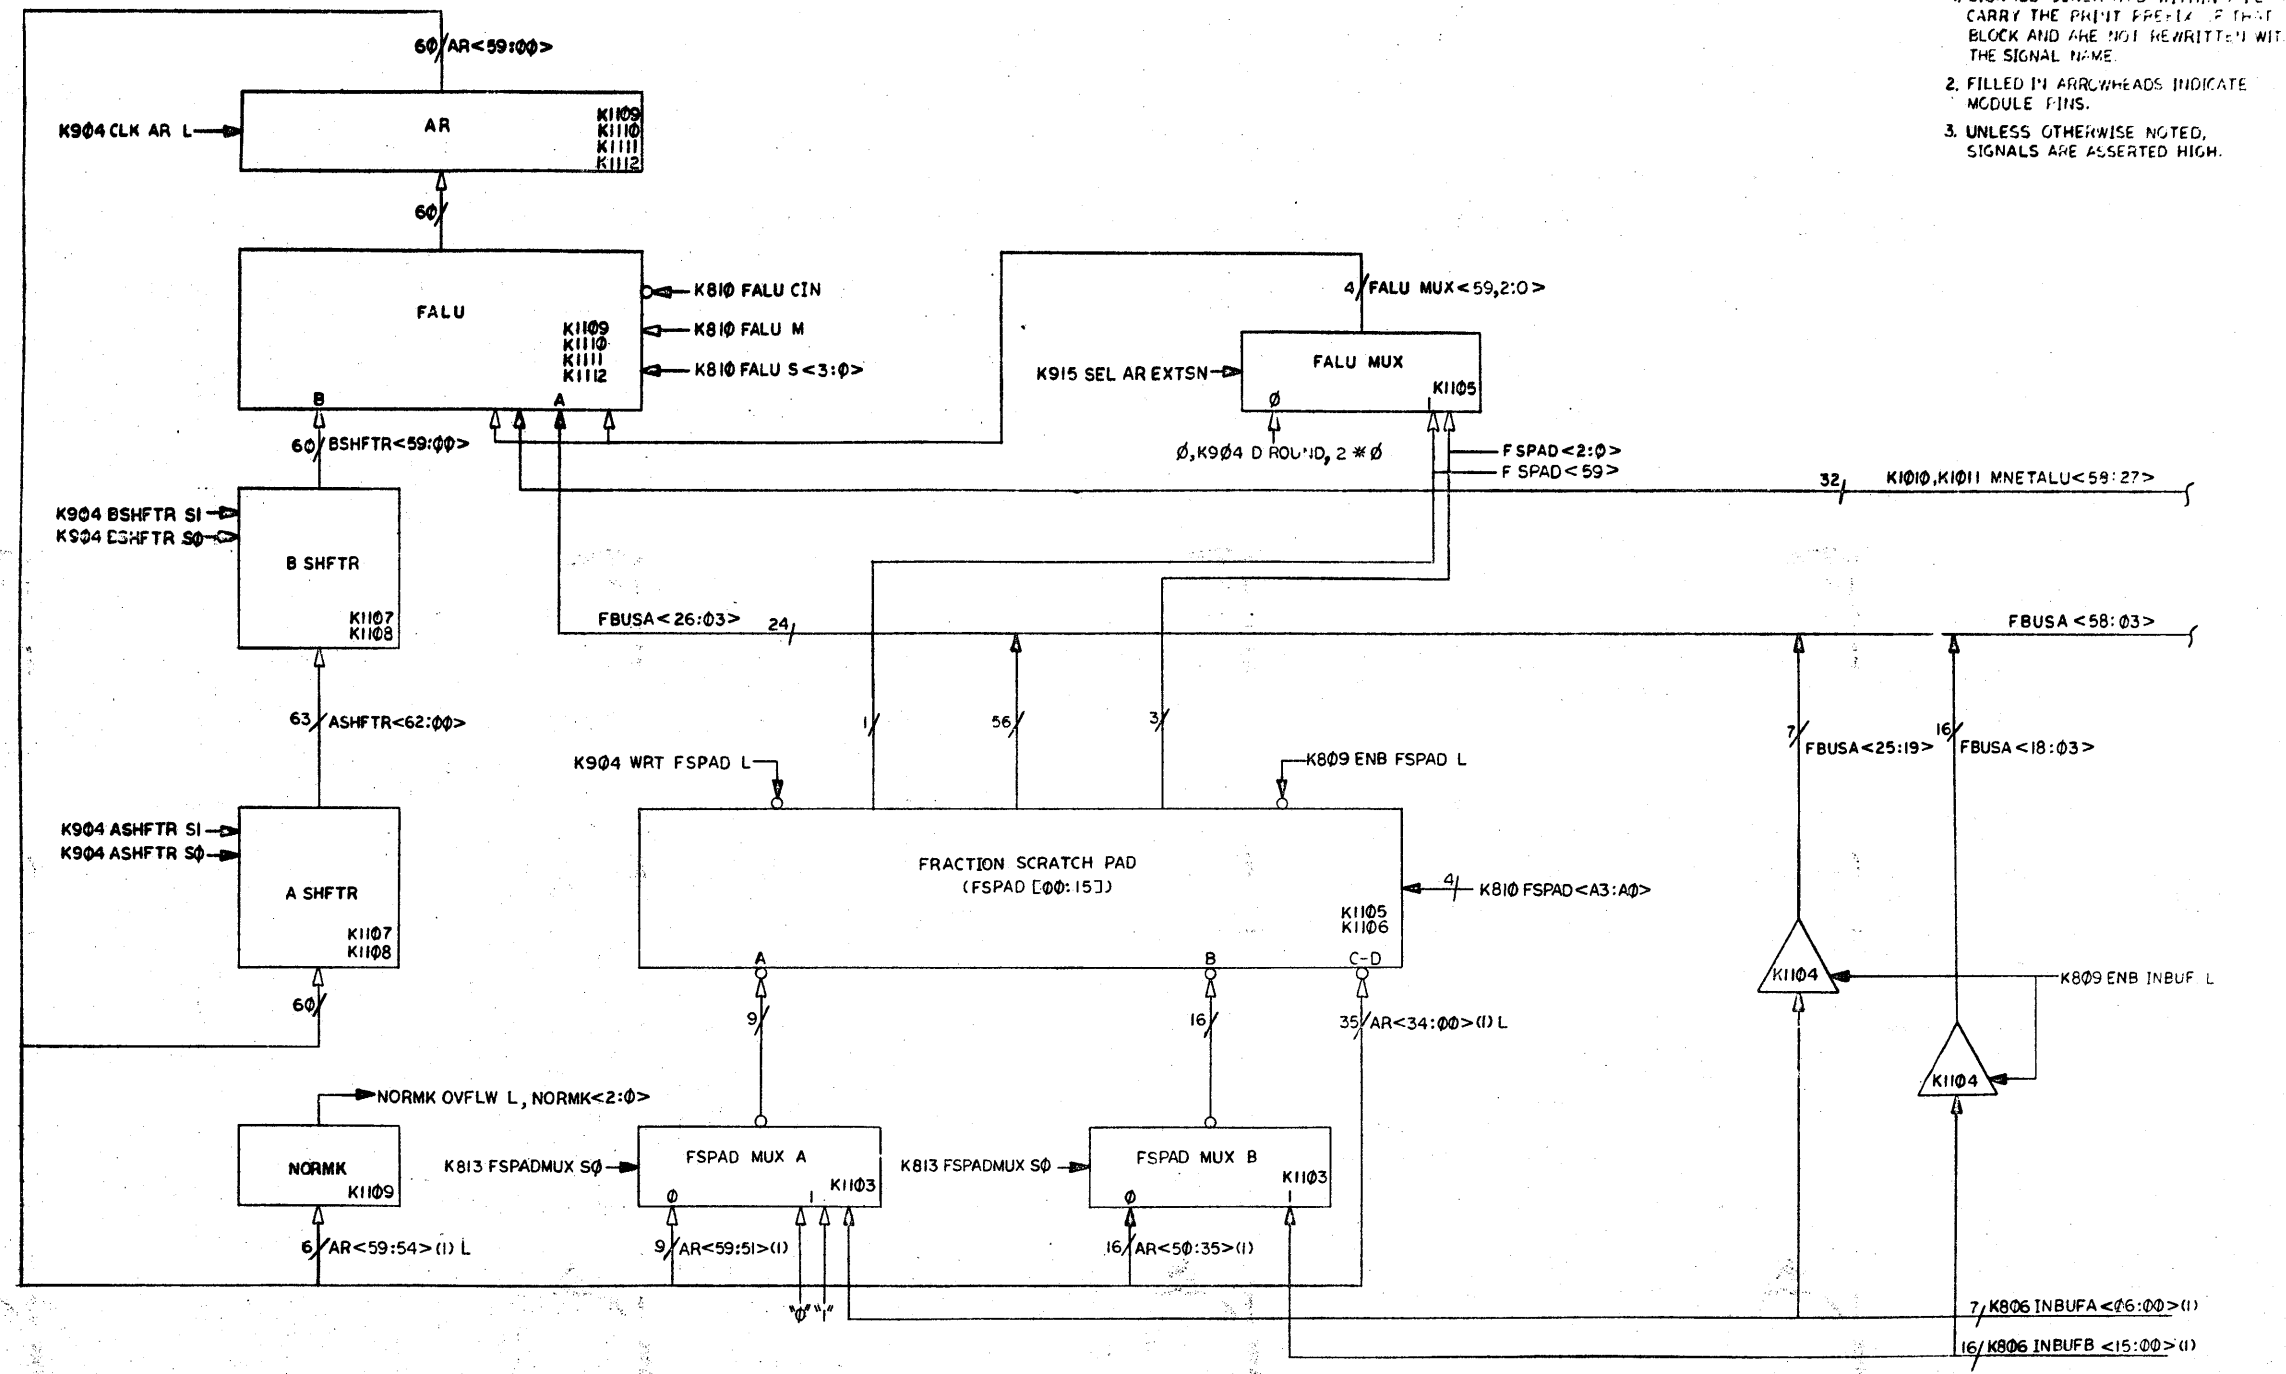 CARRY THE PRINT PREFIX OF THAT
BLOCK AND ARE NOT REWRITTEN WIT
THE SIGNAL NAME.
2. FILLED IN ARROWHEADS INDICATE
MODULE PINS.
3. UNLESS OTHERWISE NOTED,
SIGNALS ARE ASSERTED HIGH.
60 AR<59:00>
K904 CLK AR L
AR
K1109
K1110
K1111
K1112
60
FALU
K1109
K1110
K1111
K1112
B
A
K810 FALU CIN
K810 FALU M
K810 FALU S<3:0>
4 FALU MUX<59,2:0>
K915 SEL AR EXTSN
FALU MUX
K1105
0
1
0,K904 D ROUND, 2 * 0
FSPAD<2:0>
FSPAD<59>
32 K1010,K1011 MNETALU<58:27>
60 BSHFTR<59:00>
K904 BSHFTR S1
K904 BSHFTR S0
B SHFTR
K1107
K1108
FBUSA<26:03> 24
FBUSA <58:03>
63 ASHFTR<62:00>
1
56
3
7 FBUSA<25:19>
16 FBUSA<18:03>
K904 WRT FSPAD L
K809 ENB FSPAD L
K904 ASHFTR S1
K904 ASHFTR S0
A SHFTR
K1107
K1108
FRACTION SCRATCH PAD
(FSPAD [00:15])
K1105
K1106
4 K810 FSPAD<A3:A0>
A
B
C-D
K1104
K809 ENB INBUF L
K1104
60
9
16
35 AR<34:00>(1) L
NORMK OVFLW L, NORMK<2:0>
NORMK
K1109
K813 FSPADMUX S0
FSPAD MUX A
K1103
0
1
K813 FSPADMUX S0
FSPAD MUX B
K1103
0
1
6 AR<59:54>(1) L
9 AR<59:51>(1)
16 AR<50:35>(1)
"0" "1"
7 K806 INBUFA<06:00>(1)
16 K806 INBUFB <15:00>(1)